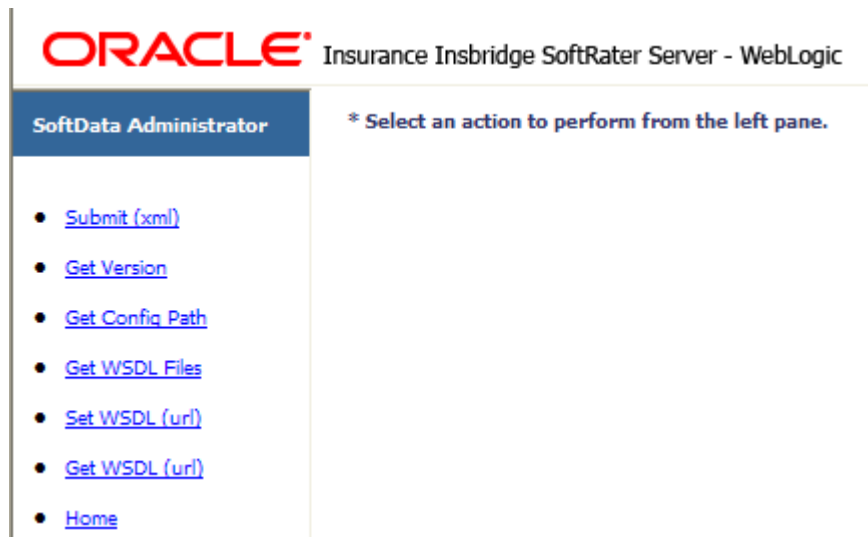 ORACLE Insurance Insbridge SoftRater Server - WebLogic
SoftData Administrator
* Select an action to perform from the left pane.
Submit (xml)
Get Version
Get Config Path
Get WSDL Files
Set WSDL (url)
Get WSDL (url)
Home